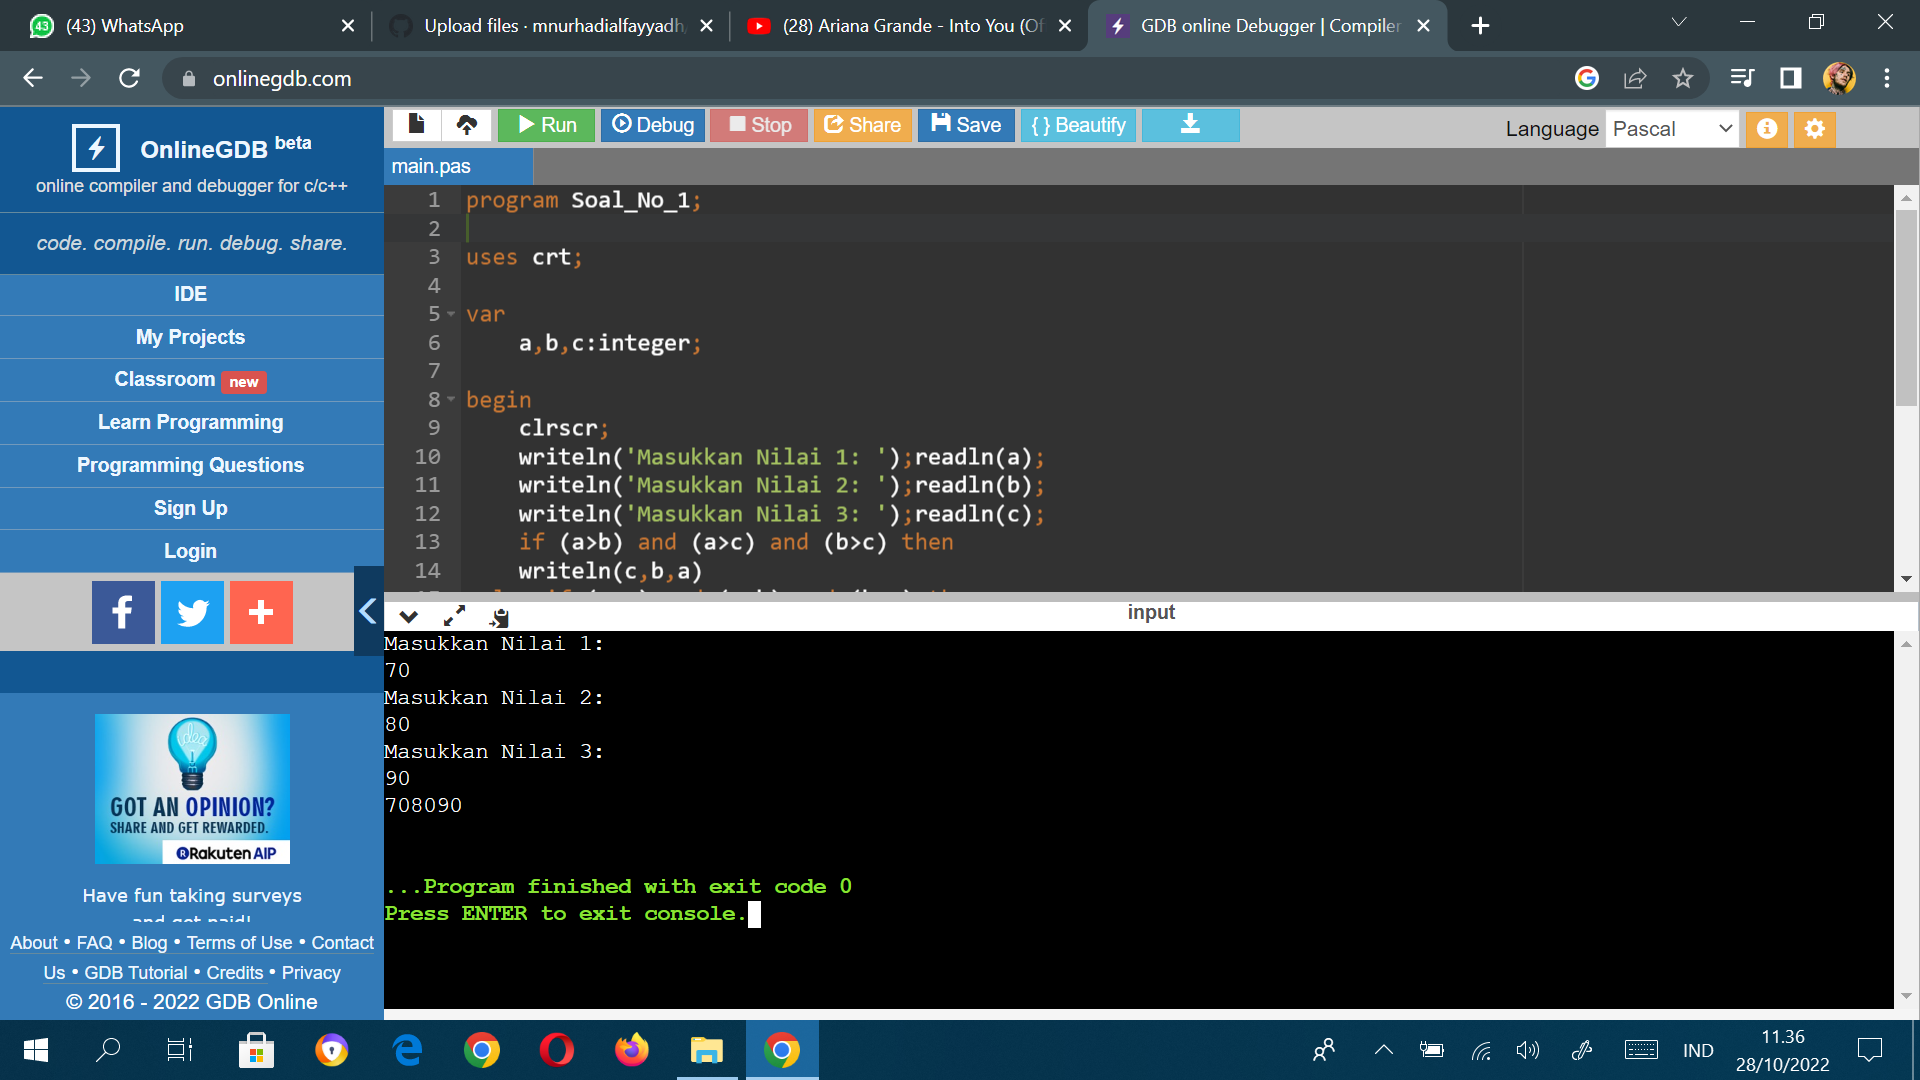 (43) WhatsApp
Upload files · mnurhadialfayyadh
(28) Ariana Grande - Into You (Of
GDB online Debugger | Compiler
onlinegdb.com
OnlineGDB beta
online compiler and debugger for c/c++
code. compile. run. debug. share.
IDE
My Projects
Classroom new
Learn Programming
Programming Questions
Sign Up
Login
idea
GOT AN OPINION?
SHARE AND GET REWARDED.
Rakuten AIP
Have fun taking surveys
and get paid!
About • FAQ • Blog • Terms of Use • Contact
Us • GDB Tutorial • Credits • Privacy
© 2016 - 2022 GDB Online
Run
Debug
Stop
Share
Save
{ } Beautify
Language Pascal
main.pas
1 program Soal_No_1;
2
3 uses crt;
4
5 var
6 a,b,c:integer;
7
8 begin
9 clrscr;
10 writeln('Masukkan Nilai 1: ');readln(a);
11 writeln('Masukkan Nilai 2: ');readln(b);
12 writeln('Masukkan Nilai 3: ');readln(c);
13 if (a>b) and (a>c) and (b>c) then
14 writeln(c,b,a)
input
Masukkan Nilai 1:
70
Masukkan Nilai 2:
80
Masukkan Nilai 3:
90
708090
...Program finished with exit code 0
Press ENTER to exit console.
IND
11.36
28/10/2022